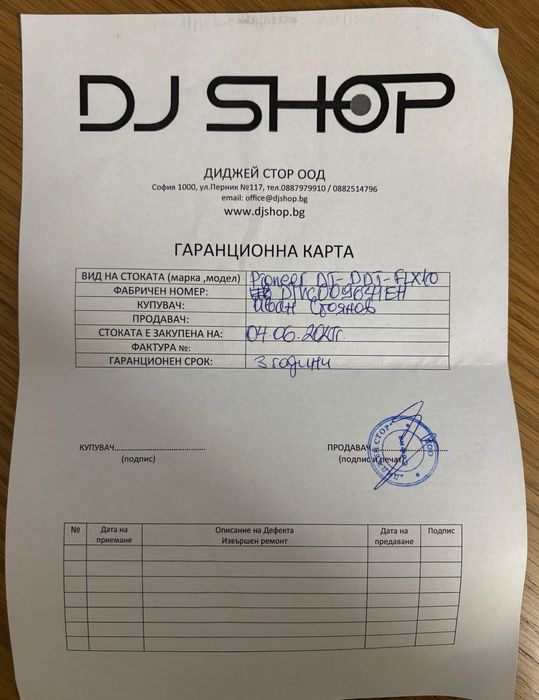 DJ SHOP
ДИДЖЕЙ СТОР ООД
София 1000, ул.Перник №117, тел.0887979910 / 0882514796
email: office@djshop.bg
www.djshop.bg
ГАРАНЦИОННА КАРТА
ВИД НА СТОКАТА (марка ,модел) Pioneer DJ-DDJ-FLX10
ФАБРИЧЕН НОМЕР:
КУПУВАЧ: Иван Стоянов
ПРОДАВАЧ:
СТОКАТА Е ЗАКУПЕНА НА: 04.06.
ФАКТУРА №:
ГАРАНЦИОНЕН СРОК: 3 години
КУПУВАЧ.......................................
(подпис)
ПРОДАВАЧ
(подпис и печат)
ДИДЖЕЙ СТОР ООД
№ Дата на приемане Описание на Дефекта Извършен ремонт Дата на предаване Подпис